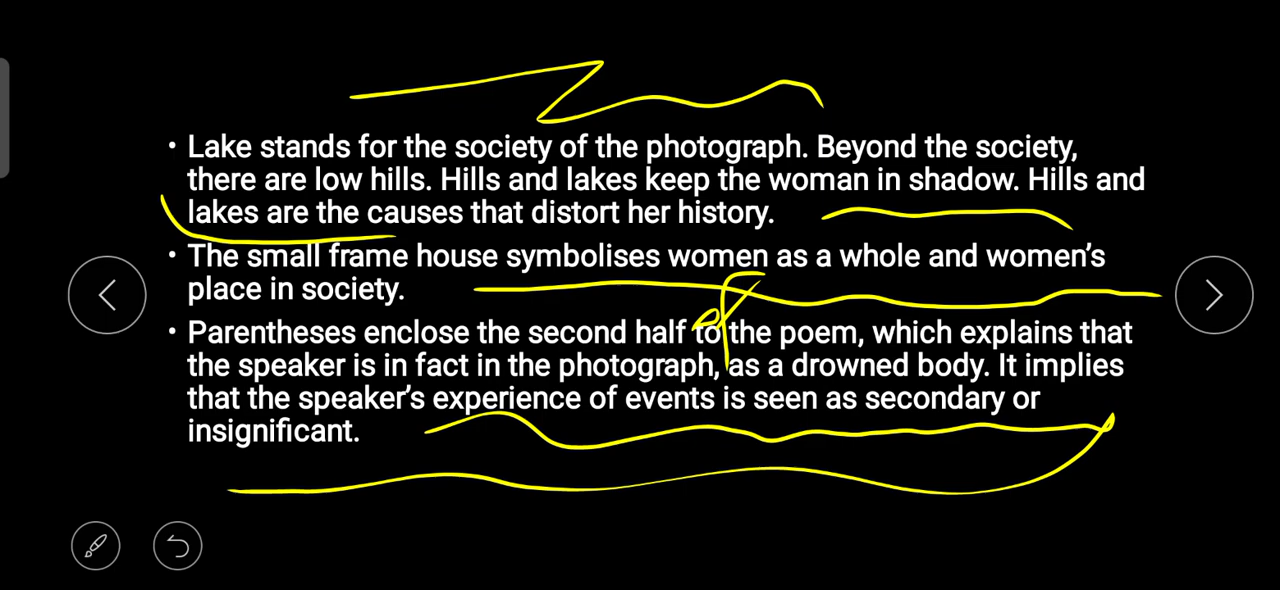 • Lake stands for the society of the photograph. Beyond the society,
there are low hills. Hills and lakes keep the woman in shadow. Hills and
lakes are the causes that distort her history.
• The small frame house symbolises women as a whole and women's
place in society.
of
• Parentheses enclose the second half to the poem, which explains that
the speaker is in fact in the photograph, as a drowned body. It implies
that the speaker's experience of events is seen as secondary or
insignificant.